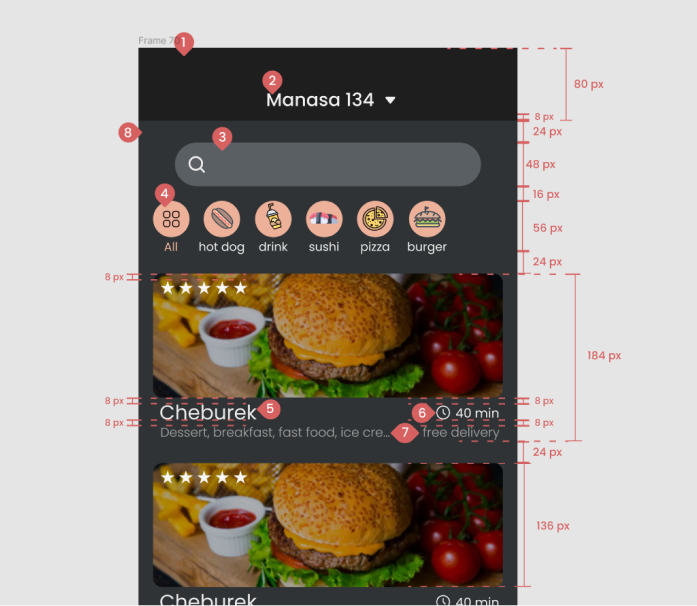 Frame 70
1
2
Manasa 134
80 px
8 px
24 px
8
3
48 px
16 px
4
56 px
All hot dog drink sushi pizza burger
24 px
8 px
184 px
8 px
8 px
Cheburek 5 6 40 min
8 px
8 px
Dessert, breakfast, fast food, ice cre... 7 free delivery
24 px
136 px
Cheburek 40 min